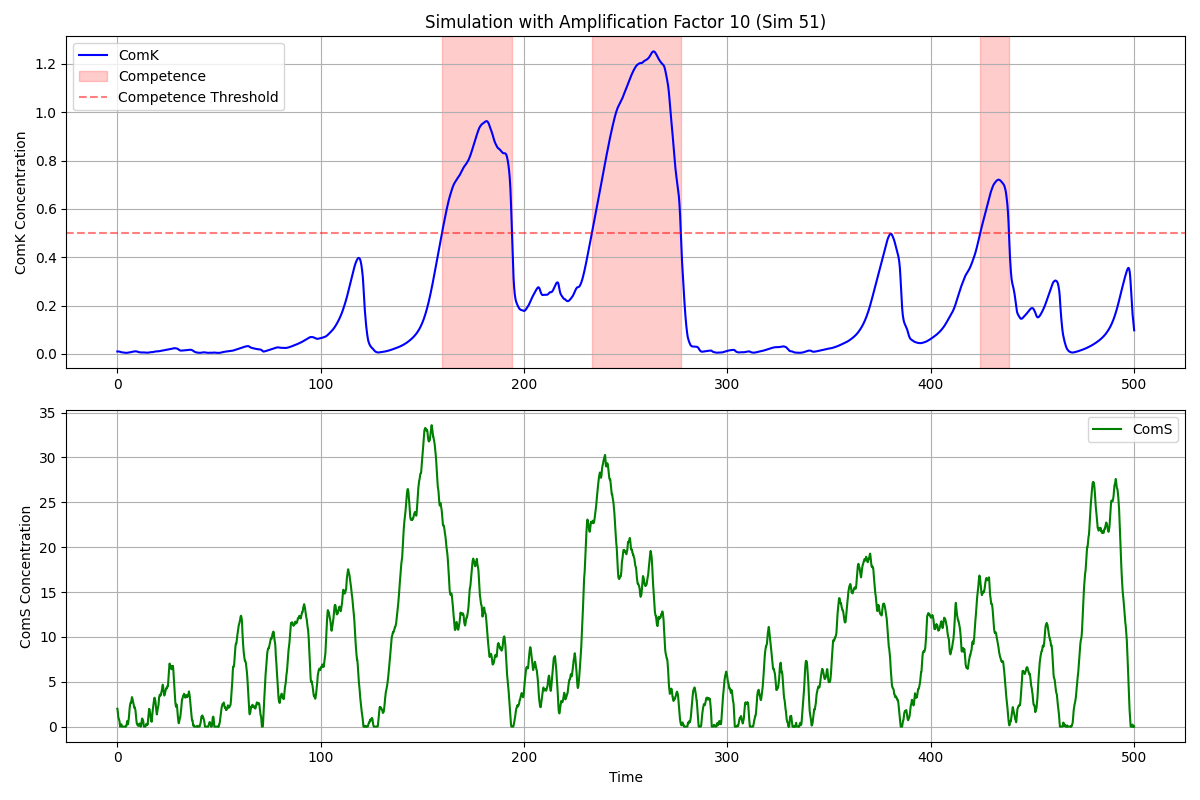 Simulation with Amplification Factor 10 (Sim 51)
ComK Concentration
1.2
1.0
0.8
0.6
0.4
0.2
0.0
ComK
Competence
Competence Threshold
0 100 200 300 400 500
ComS Concentration
35
30
25
20
15
10
5
0
ComS
0 100 200 300 400 500
Time